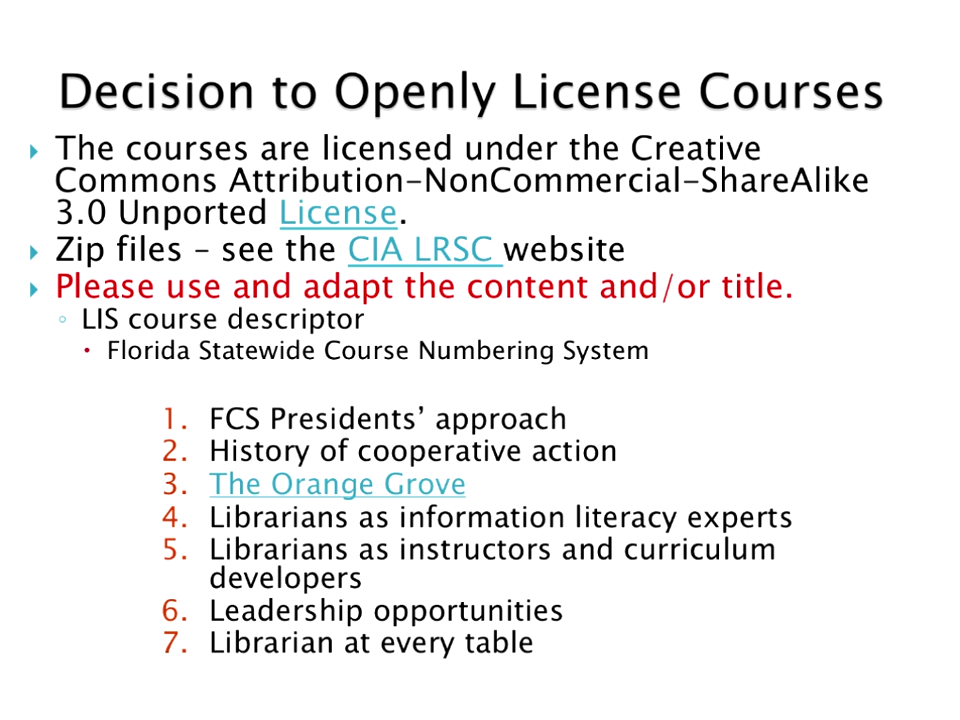 Decision to Openly License Courses
The courses are licensed under the Creative
Commons Attribution-NonCommercial-ShareAlike
3.0 Unported License.
Zip files – see the CIA LRSC website
Please use and adapt the content and/or title.
LIS course descriptor
Florida Statewide Course Numbering System
1. FCS Presidents’ approach
2. History of cooperative action
3. The Orange Grove
4. Librarians as information literacy experts
5. Librarians as instructors and curriculum
developers
6. Leadership opportunities
7. Librarian at every table